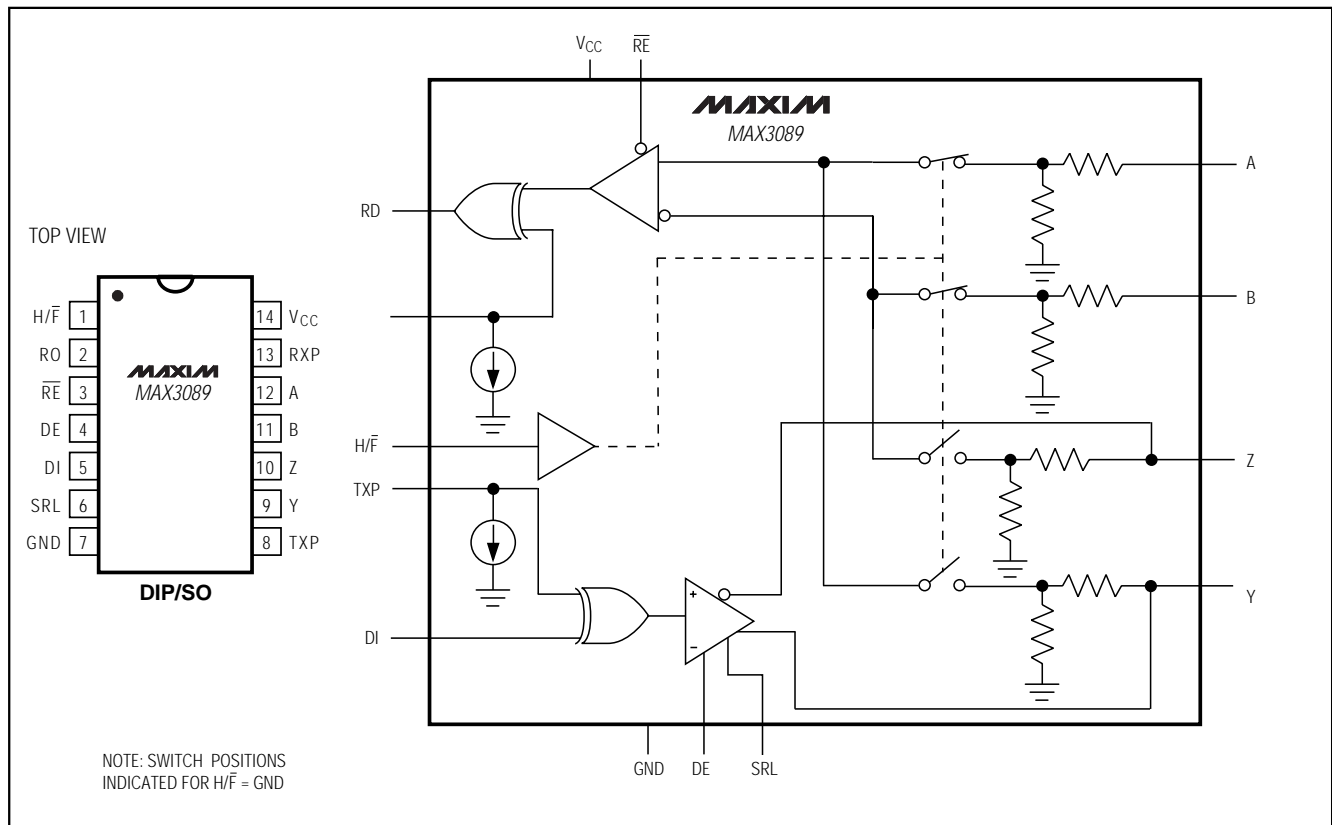 TOP VIEW
H/F̅ 1
RO 2
R̅E̅ 3
DE 4
DI 5
SRL 6
GND 7
14 VCC
13 RXP
12 A
11 B
10 Z
9 Y
8 TXP
MAXIM
MAX3089
DIP/SO
NOTE: SWITCH POSITIONS
INDICATED FOR H/F̅ = GND
VCC
R̅E̅
MAXIM
MAX3089
RD
H/F̅
TXP
DI
+
−
A
B
Z
Y
GND
DE
SRL